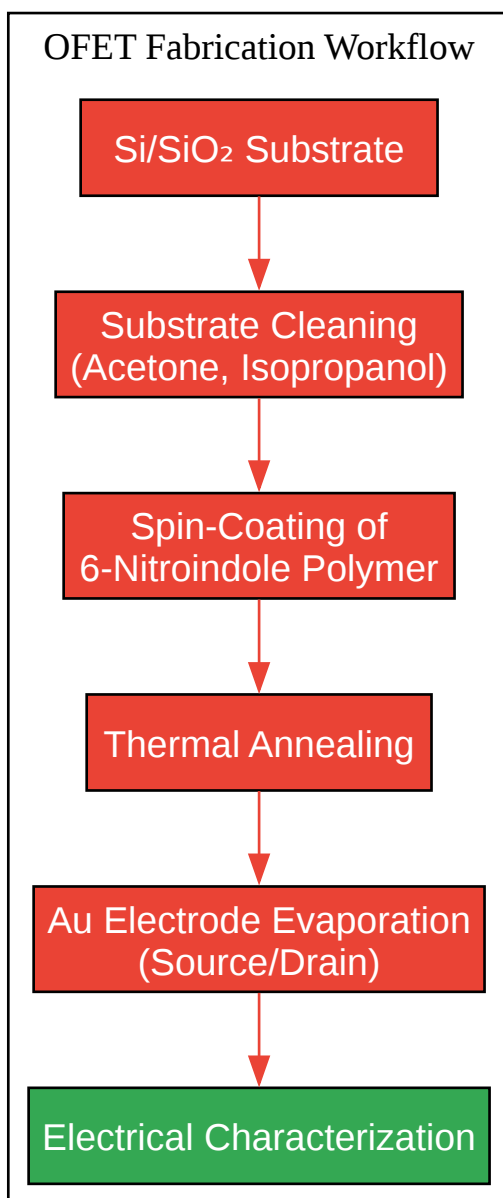 OFET Fabrication Workflow
Si/SiO₂ Substrate
Substrate Cleaning
(Acetone, Isopropanol)
Spin-Coating of
6-Nitroindole Polymer
Thermal Annealing
Au Electrode Evaporation
(Source/Drain)
Electrical Characterization